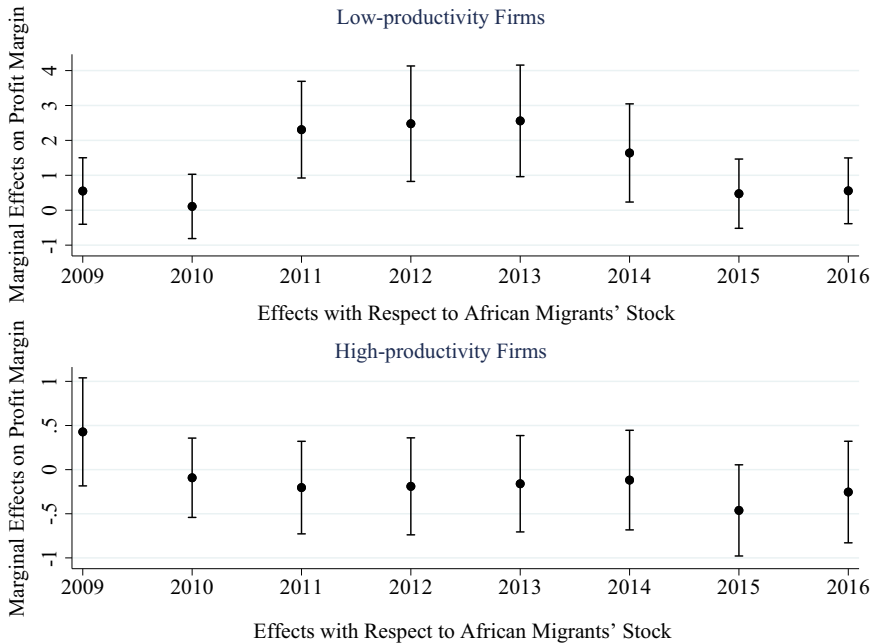 Low-productivity Firms
Marginal Effects on Profit Margin
4
3
2
1
0
-1
2009 2010 2011 2012 2013 2014 2015 2016
Effects with Respect to African Migrants’ Stock
High-productivity Firms
Marginal Effects on Profit Margin
1
.5
0
-.5
-1
2009 2010 2011 2012 2013 2014 2015 2016
Effects with Respect to African Migrants’ Stock